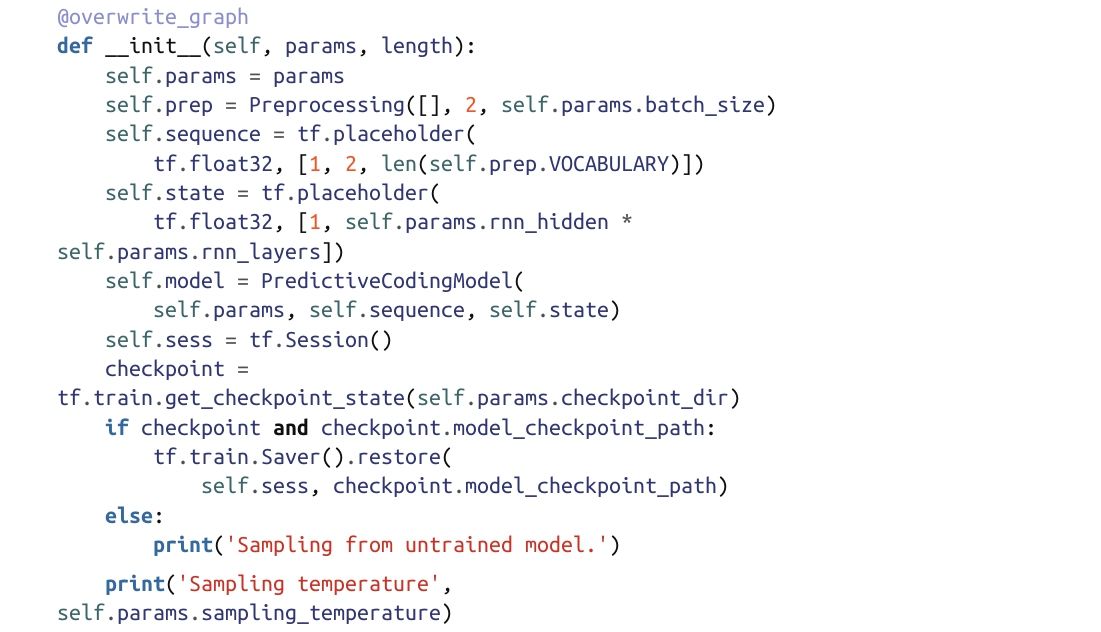 @overwrite_graph
def __init__(self, params, length):
    self.params = params
    self.prep = Preprocessing([], 2, self.params.batch_size)
    self.sequence = tf.placeholder(
        tf.float32, [1, 2, len(self.prep.VOCABULARY)])
    self.state = tf.placeholder(
        tf.float32, [1, self.params.rnn_hidden *
self.params.rnn_layers])
    self.model = PredictiveCodingModel(
        self.params, self.sequence, self.state)
    self.sess = tf.Session()
    checkpoint =
tf.train.get_checkpoint_state(self.params.checkpoint_dir)
    if checkpoint and checkpoint.model_checkpoint_path:
        tf.train.Saver().restore(
            self.sess, checkpoint.model_checkpoint_path)
    else:
        print('Sampling from untrained model.')
    print('Sampling temperature',
self.params.sampling_temperature)